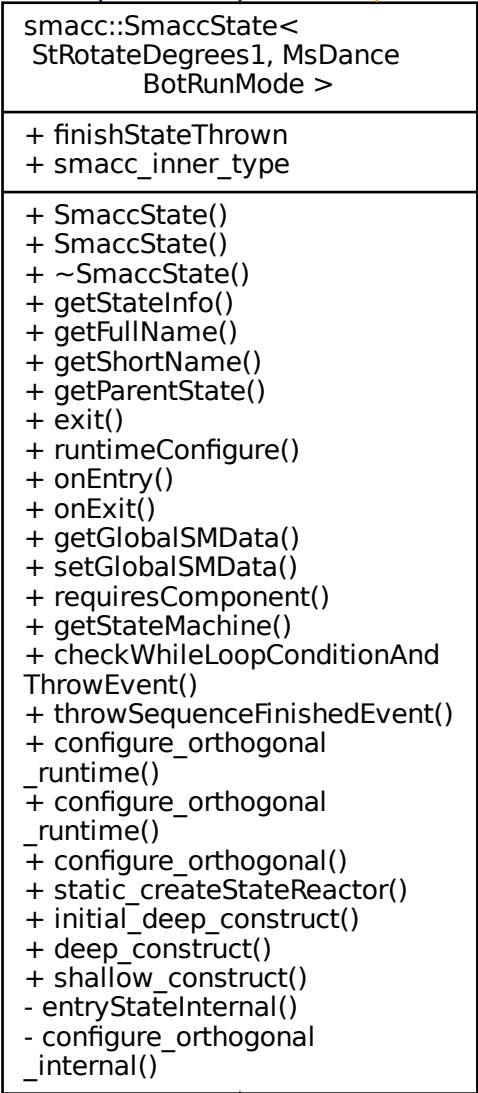 smacc::SmaccState<
StRotateDegrees1, MsDance
BotRunMode >
+ finishStateThrown
+ smacc_inner_type
+ SmaccState()
+ SmaccState()
+ ~SmaccState()
+ getStateInfo()
+ getFullName()
+ getShortName()
+ getParentState()
+ exit()
+ runtimeConfigure()
+ onEntry()
+ onExit()
+ getGlobalSMData()
+ setGlobalSMData()
+ requiresComponent()
+ getStateMachine()
+ checkWhileLoopConditionAnd
ThrowEvent()
+ throwSequenceFinishedEvent()
+ configure_orthogonal
_runtime()
+ configure_orthogonal
_runtime()
+ configure_orthogonal()
+ static_createStateReactor()
+ initial_deep_construct()
+ deep_construct()
+ shallow_construct()
- entryStateInternal()
- configure_orthogonal
_internal()